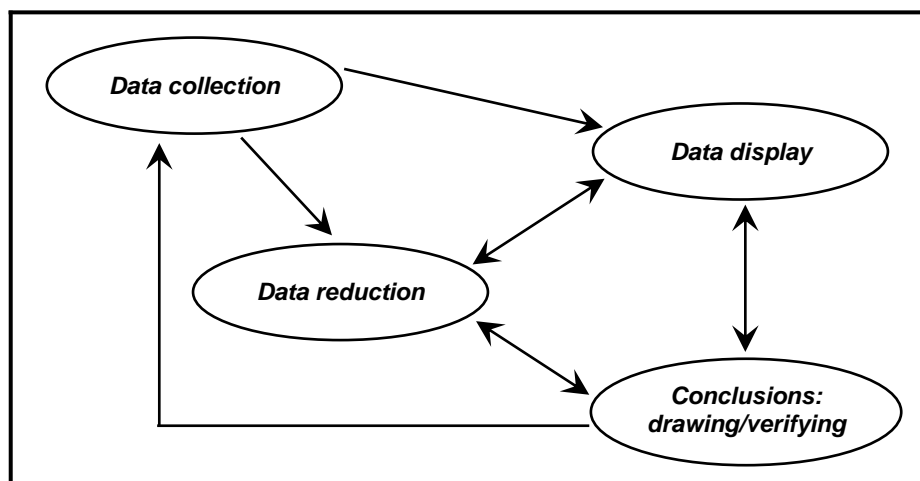 Data collection
Data display
Data reduction
Conclusions:
drawing/verifying